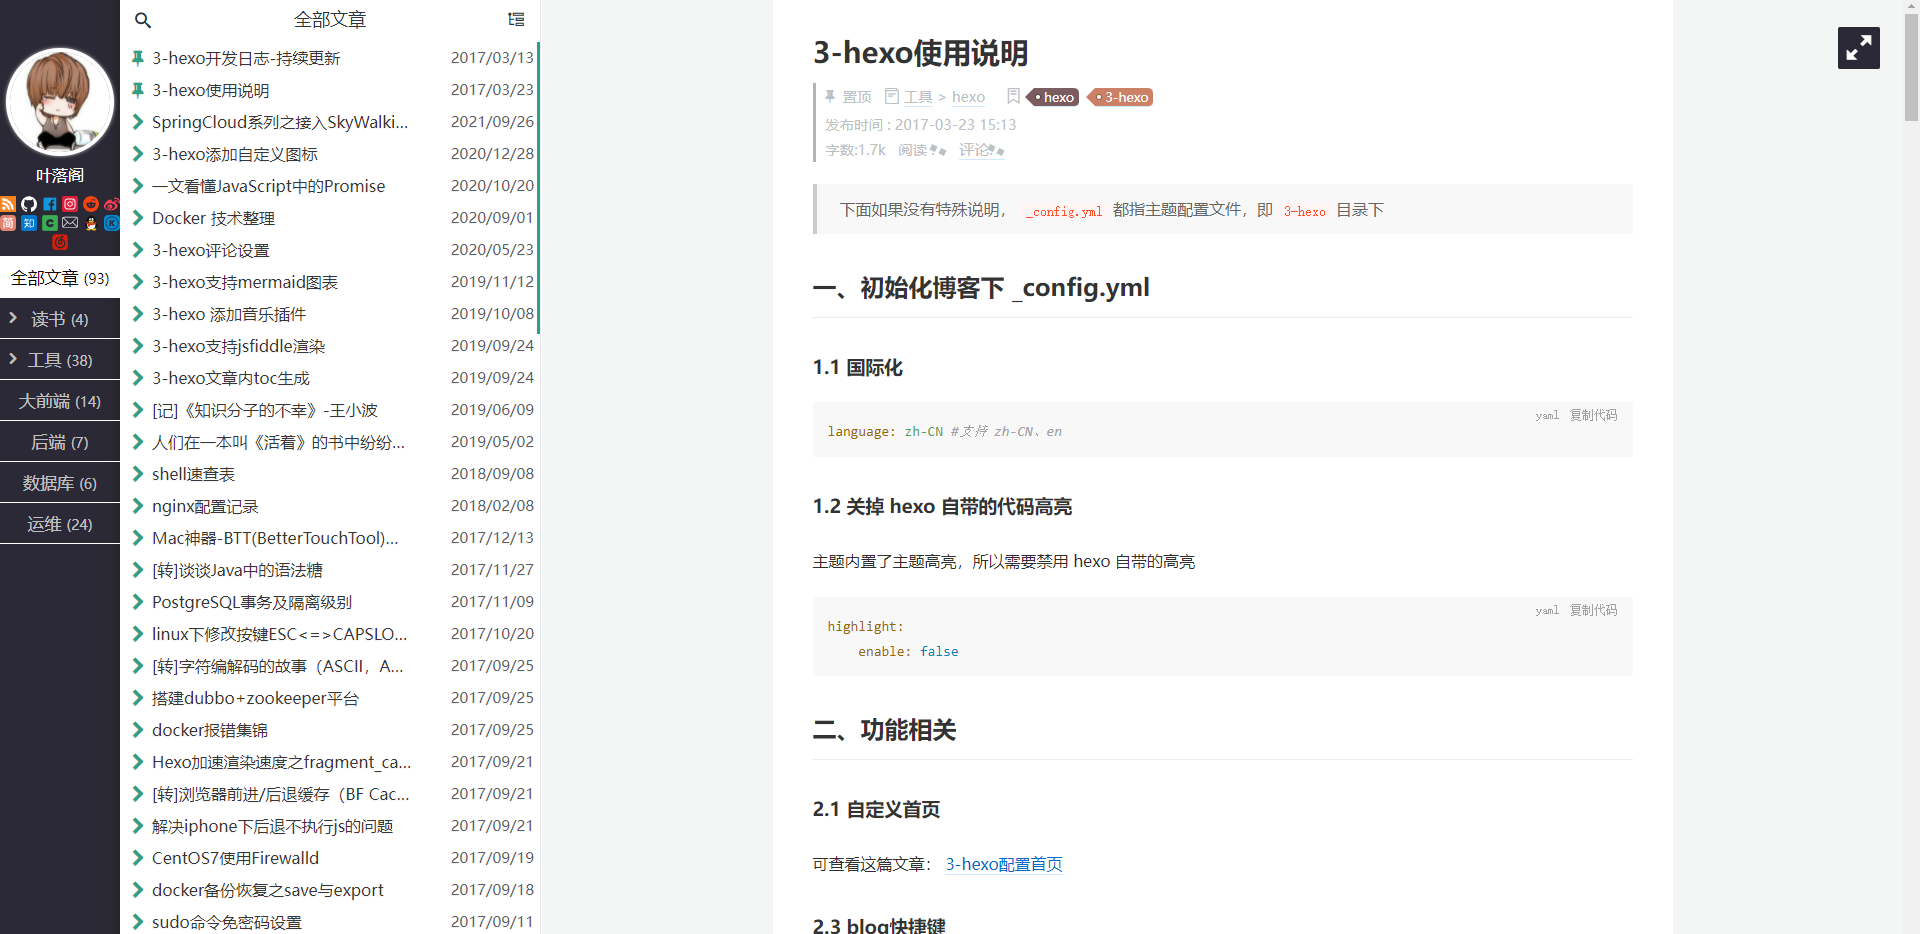 叶落阁
简
知
全部文章 (93)
读书 (4)
工具 (38)
大前端 (14)
后端 (7)
数据库 (6)
运维 (24)
全部文章
3-hexo开发日志-持续更新 2017/03/13
3-hexo使用说明 2017/03/23
SpringCloud系列之接入SkyWalki... 2021/09/26
3-hexo添加自定义图标 2020/12/28
一文看懂JavaScript中的Promise 2020/10/20
Docker 技术整理 2020/09/01
3-hexo评论设置 2020/05/23
3-hexo支持mermaid图表 2019/11/12
3-hexo 添加音乐插件 2019/10/08
3-hexo支持jsfiddle渲染 2019/09/24
3-hexo文章内toc生成 2019/09/24
[记]《知识分子的不幸》-王小波 2019/06/09
人们在一本叫《活着》的书中纷纷... 2019/05/02
shell速查表 2018/09/08
nginx配置记录 2018/02/08
Mac神器-BTT(BetterTouchTool)... 2017/12/13
[转]谈谈Java中的语法糖 2017/11/27
PostgreSQL事务及隔离级别 2017/11/09
linux下修改按键ESC<=>CAPSLO... 2017/10/20
[转]字符编解码的故事（ASCII，A... 2017/09/25
搭建dubbo+zookeeper平台 2017/09/25
docker报错集锦 2017/09/25
Hexo加速渲染速度之fragment_ca... 2017/09/21
[转]浏览器前进/后退缓存（BF Cac... 2017/09/21
解决iphone下后退不执行js的问题 2017/09/21
CentOS7使用Firewalld 2017/09/19
docker备份恢复之save与export 2017/09/18
sudo命令免密码设置 2017/09/11
3-hexo使用说明
置顶 工具 > hexo hexo 3-hexo
发布时间 : 2017-03-23 15:13
字数:1.7k 阅读 评论
下面如果没有特殊说明， _config.yml 都指主题配置文件，即 3-hexo 目录下
一、初始化博客下 _config.yml
1.1 国际化
yaml 复制代码
language: zh-CN #支持 zh-CN、en
1.2 关掉 hexo 自带的代码高亮
主题内置了主题高亮，所以需要禁用 hexo 自带的高亮
yaml 复制代码
highlight:
enable: false
二、功能相关
2.1 自定义首页
可查看这篇文章： 3-hexo配置首页
2.3 blog快捷键